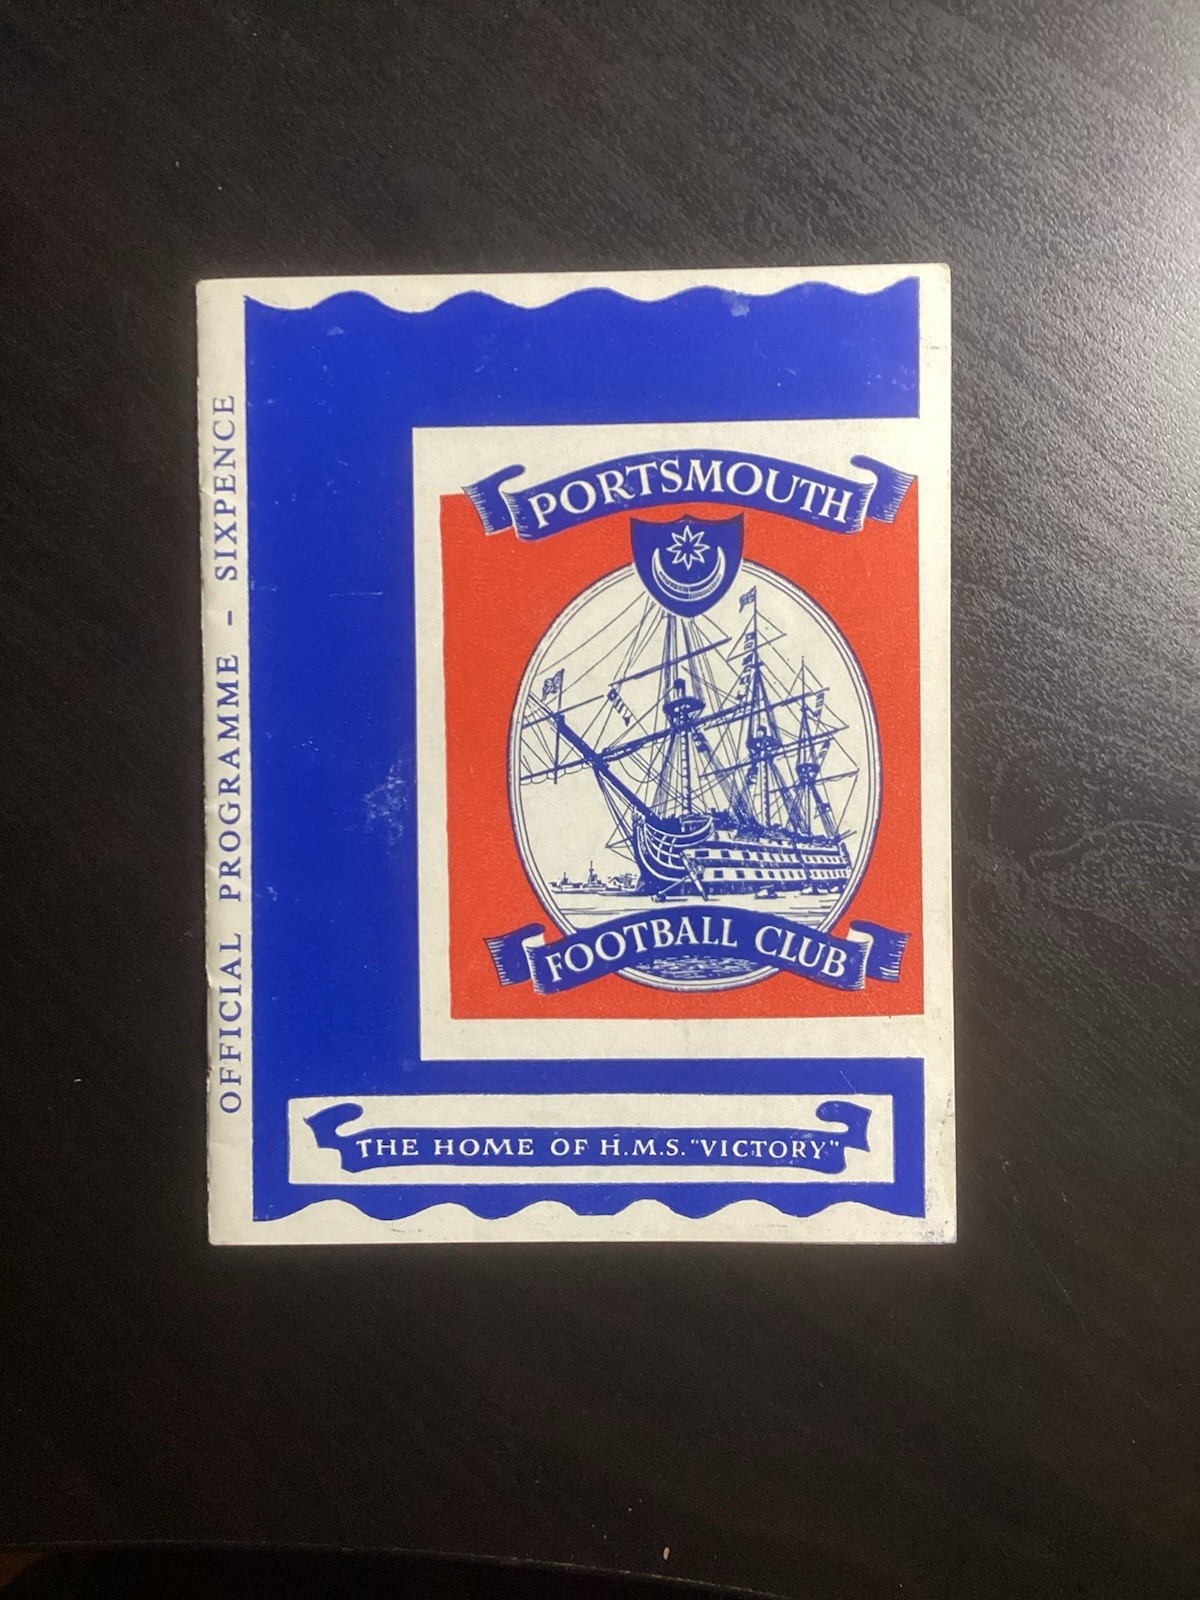 OFFICIAL PROGRAMME - SIXPENCE
PORTSMOUTH
FOOTBALL CLUB
THE HOME OF H.M.S. "VICTORY"